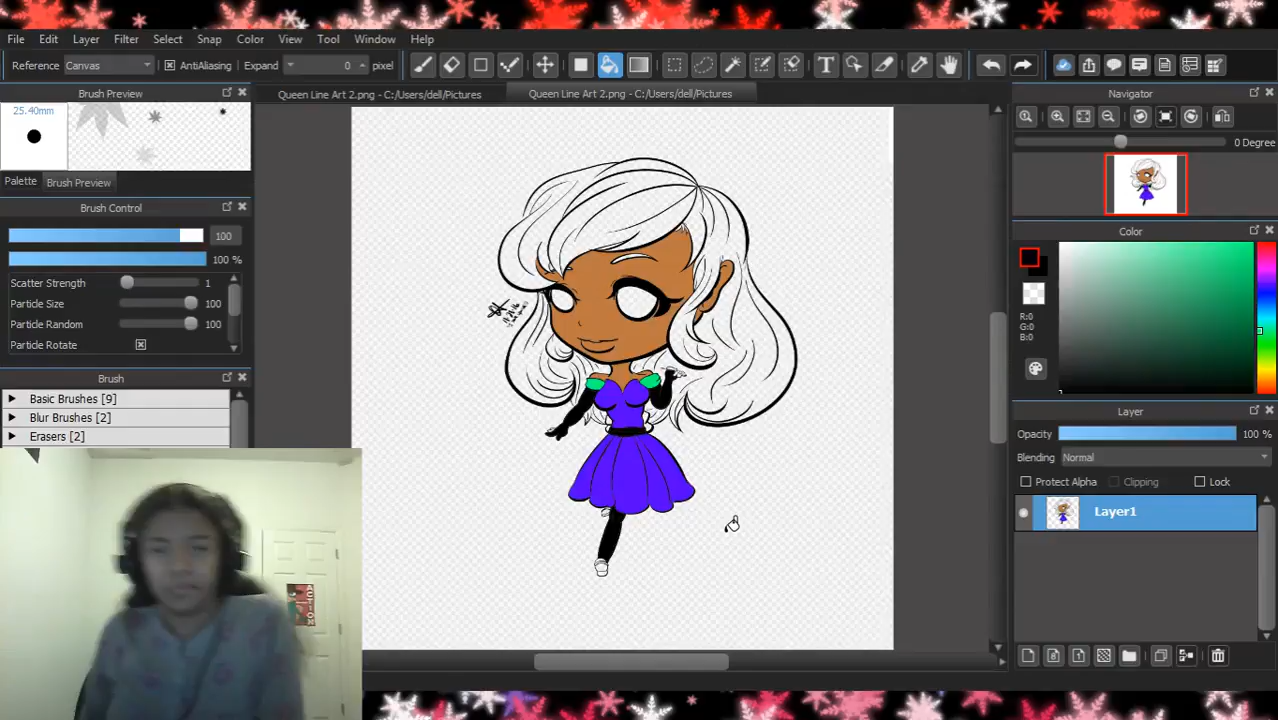 File Edit Layer Filter Select Snap Color View Tool Window Help
Reference Canvas AntiAliasing Expand 0 pixel
Brush Preview
Queen Line Art 2.png - C:/Users/dell/Pictures
Queen Line Art 2.png - C:/Users/dell/Pictures
25.40mm
Palette Brush Preview
Brush Control
100
100 %
Scatter Strength 1
Particle Size 100
Particle Random 100
Particle Rotate
Brush
Basic Brushes [9]
Blur Brushes [2]
Erasers [2]
ACTION
Navigator
0 Degree
Color
R:0
G:0
B:0
Layer
Opacity 100 %
Blending Normal
Protect Alpha Clipping Lock
Layer1